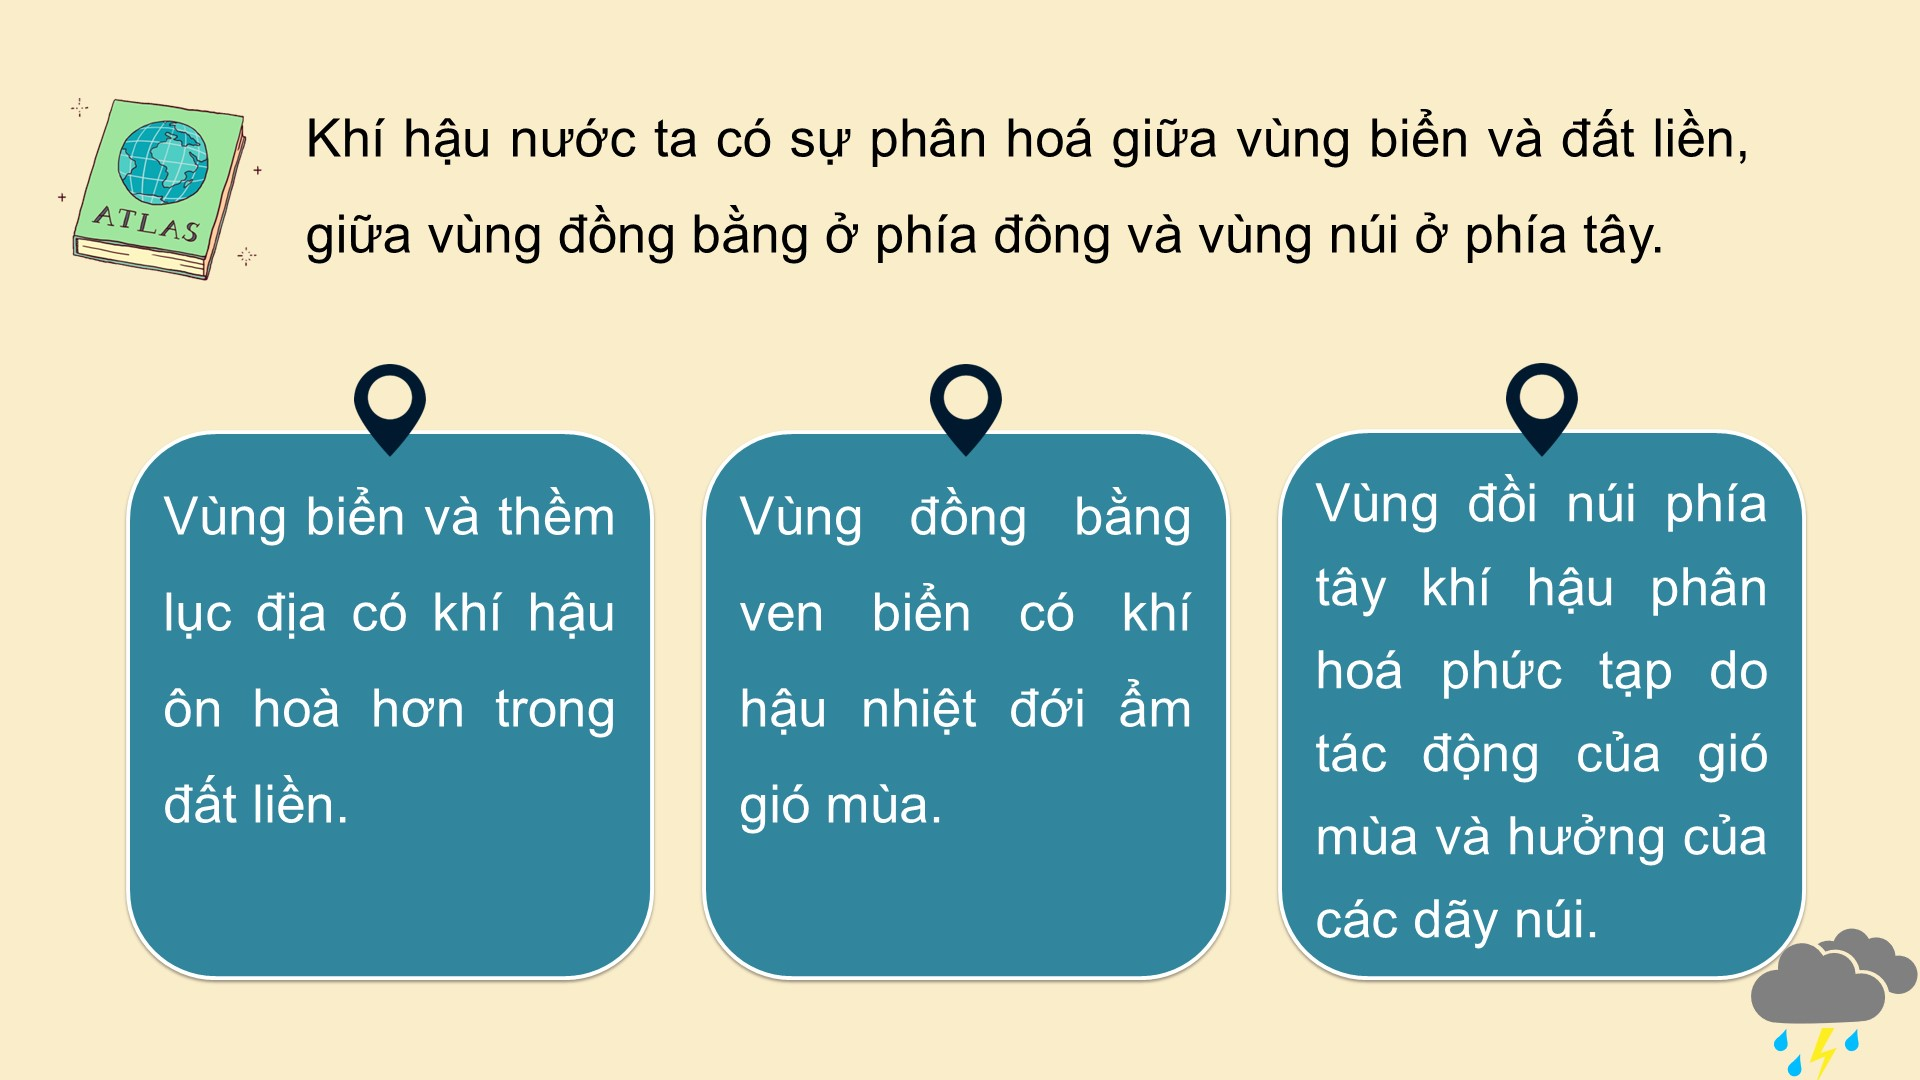 ATLAS
Khí hậu nước ta có sự phân hoá giữa vùng biển và đất liền,
giữa vùng đồng bằng ở phía đông và vùng núi ở phía tây.
Vùng biển và thềm
lục địa có khí hậu
ôn hoà hơn trong
đất liền.
Vùng đồng bằng
ven biển có khí
hậu nhiệt đới ẩm
gió mùa.
Vùng đồi núi phía
tây khí hậu phân
hoá phức tạp do
tác động của gió
mùa và hưởng của
các dãy núi.